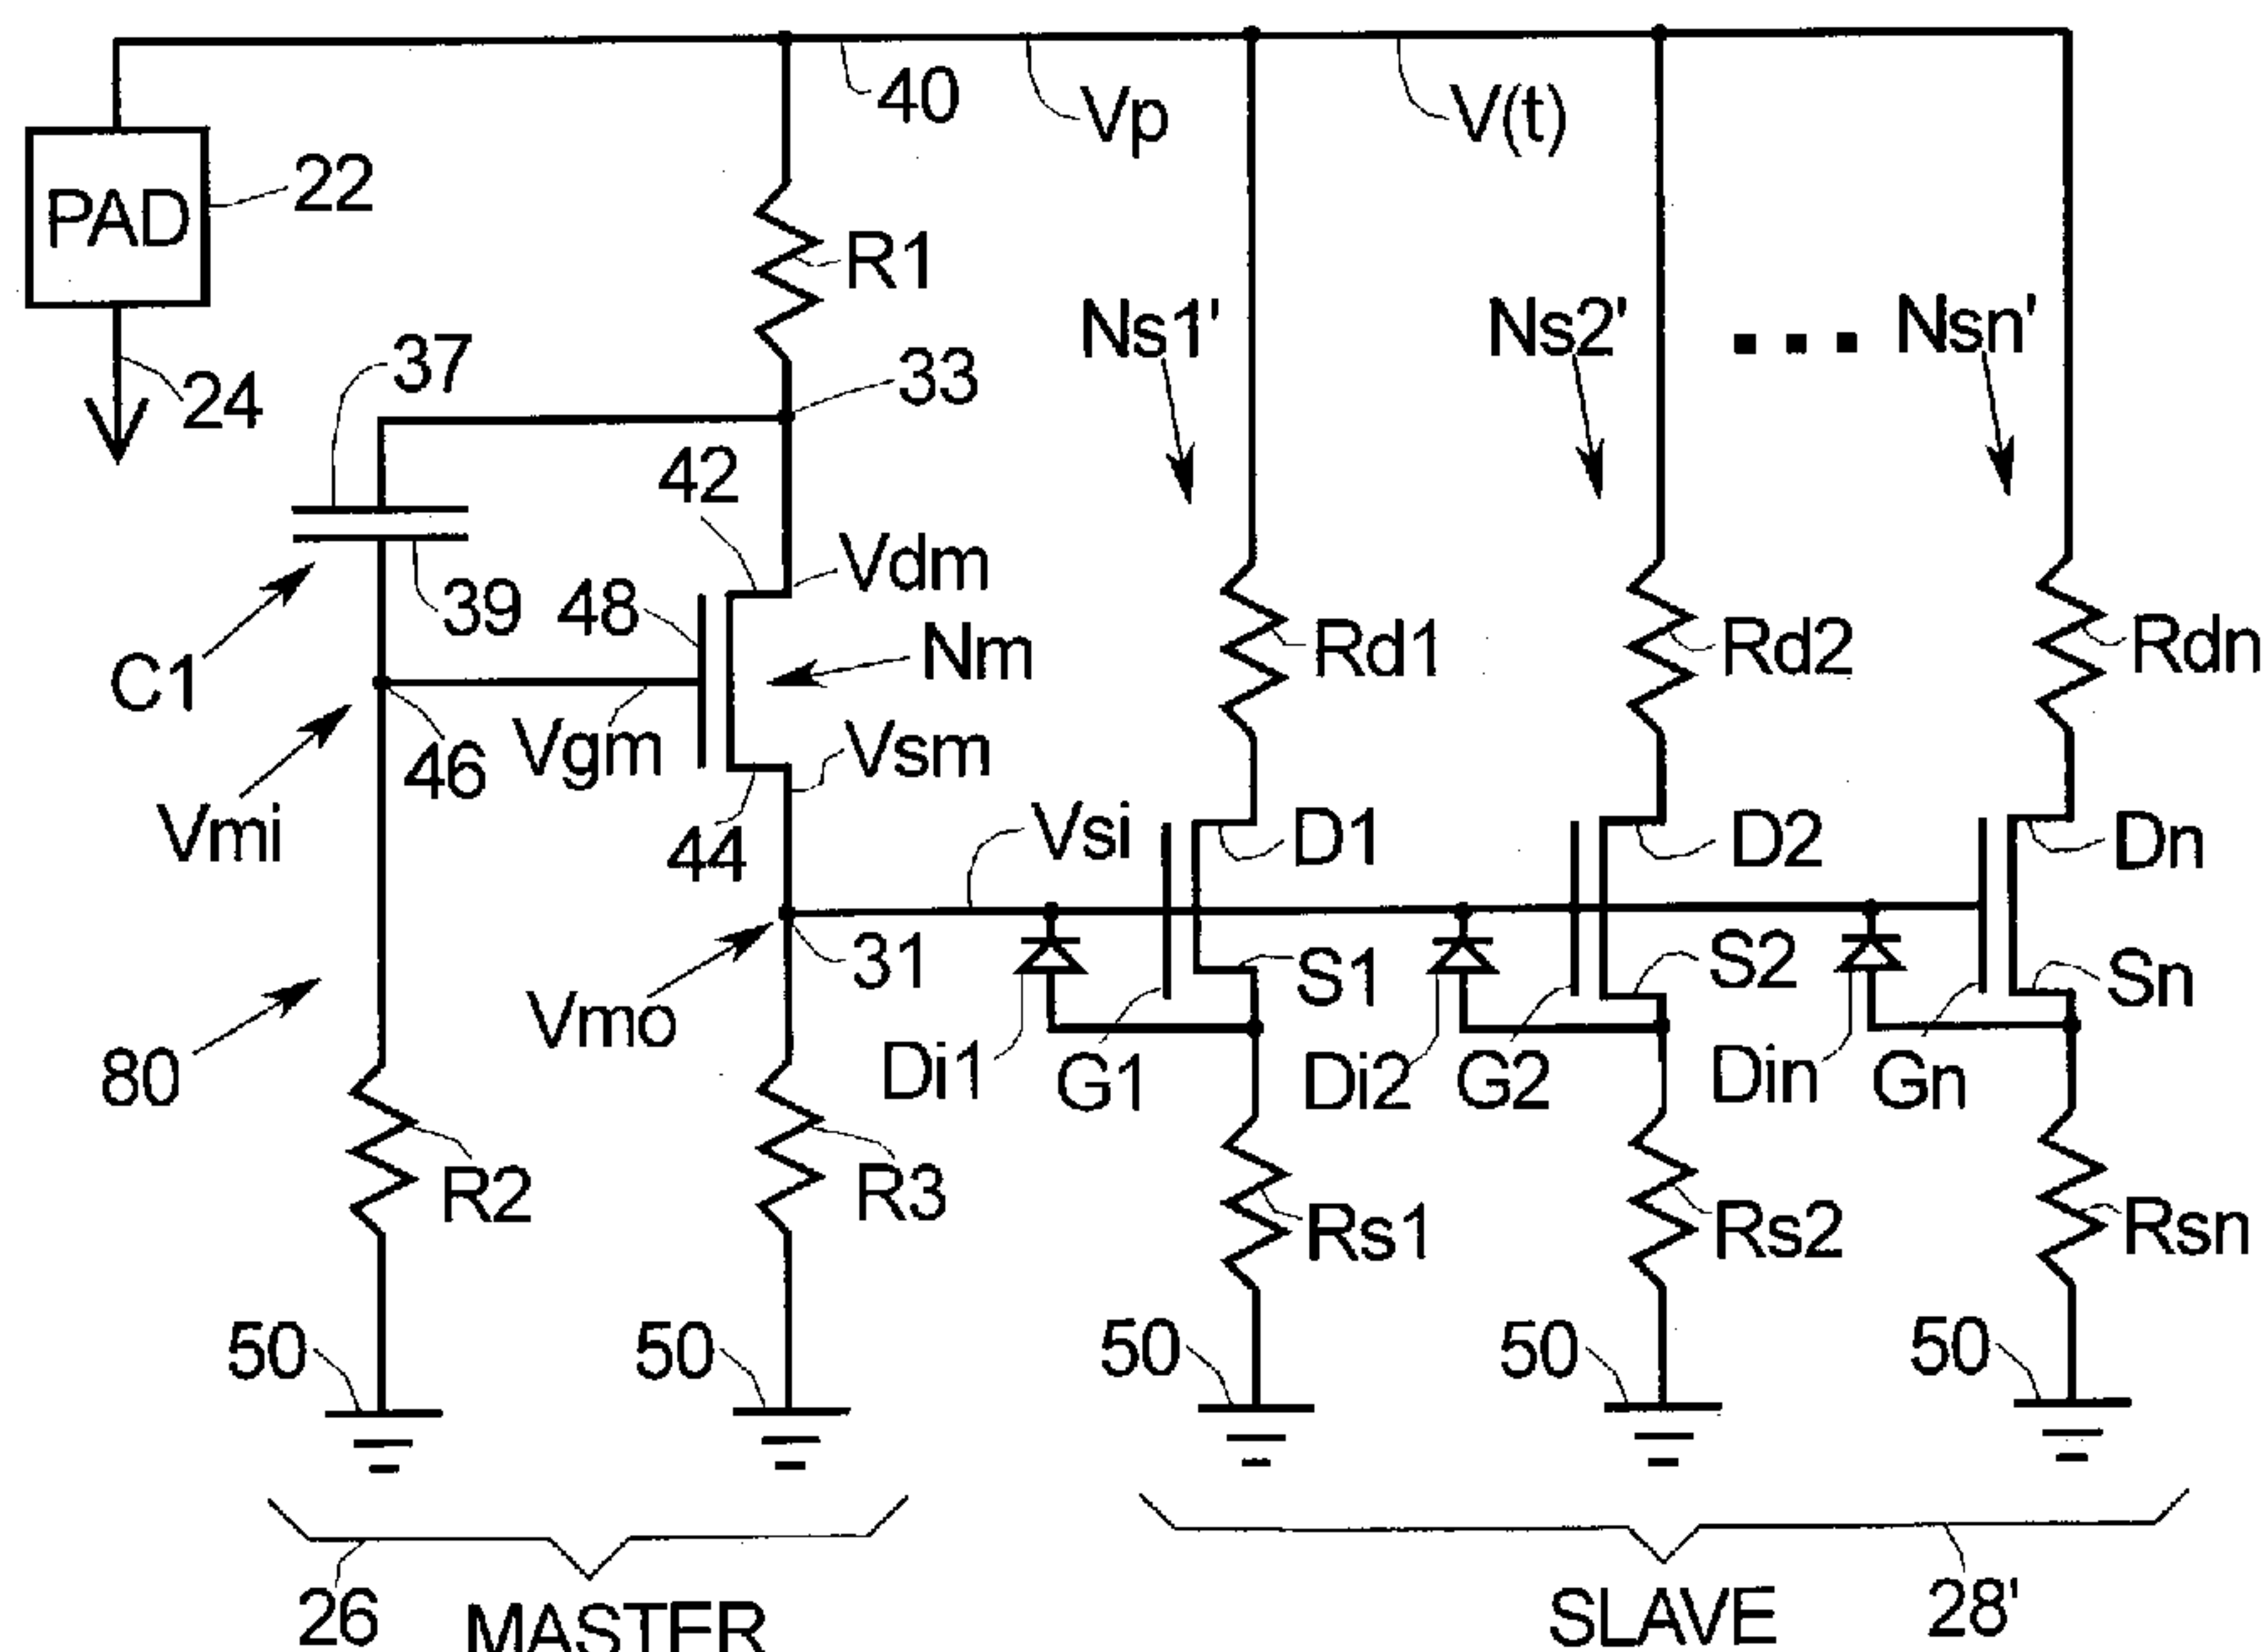 40
Vp
V(t)
PAD
22
R1
Ns1'
Ns2'
Nsn'
37
33
24
42
Vdm
39
48
Nm
Rd1
Rd2
Rdn
C1
46
Vgm
Vsm
Vmi
44
Vsi
D1
D2
Dn
31
S1
S2
Sn
Vmo
80
Di1
G1
Di2
G2
Din
Gn
R2
R3
Rs1
Rs2
Rsn
50
50
50
50
50
26
MASTER
SLAVE
28'